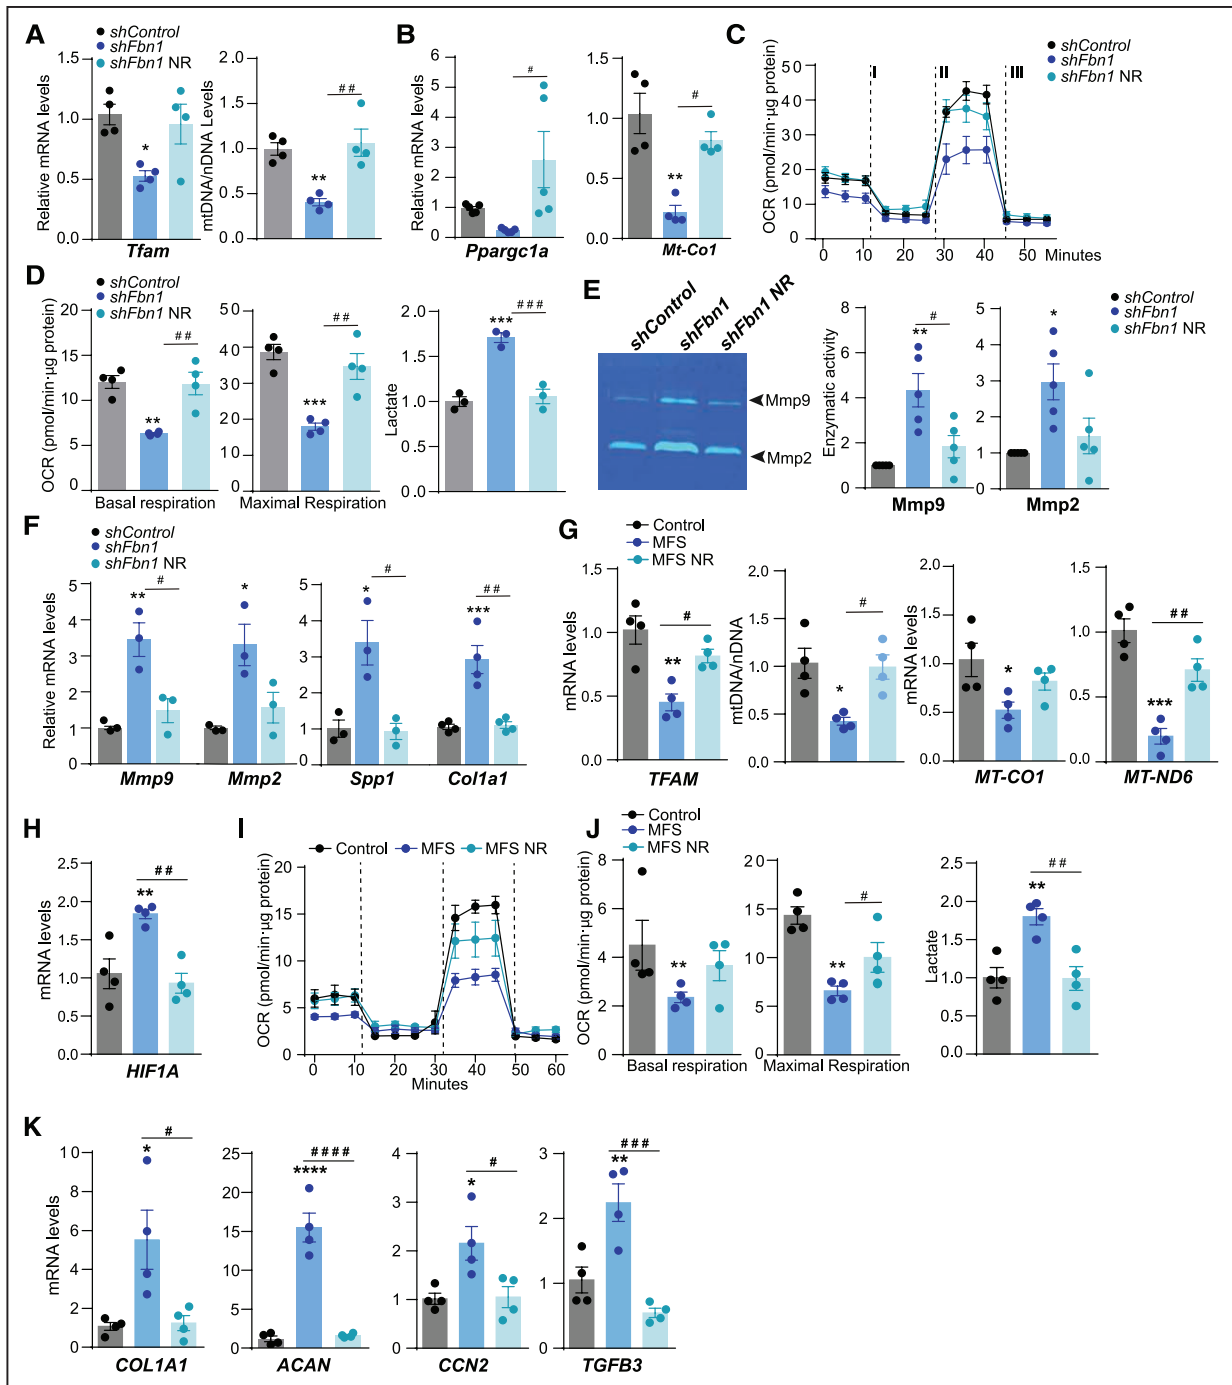 A
shControl
shFbn1
shFbn1 NR
Relative mRNA levels
1.5
1.0
0.5
0.0
*
Tfam
mtDNA/nDNA Levels
2.0
1.5
1.0
0.5
0.0
**
##
B
Relative mRNA levels
6
5
4
3
2
1
0
#
Ppargc1a
1.5
1.0
0.5
0.0
**
#
Mt-Co1
C
shControl
shFbn1
shFbn1 NR
OCR (pmol/min·µg protein)
50
40
30
20
10
0
I
II
III
0
10
20
30
40
50
Minutes
D
shControl
shFbn1
shFbn1 NR
OCR (pmol/min·µg protein)
20
15
10
5
0
**
##
Basal respiration
50
40
30
20
10
0
***
##
Maximal Respiration
Lactate
2.0
1.5
1.0
0.5
0.0
***
###
E
shControl
shFbn1
shFbn1 NR
Mmp9
Mmp2
shControl
shFbn1
shFbn1 NR
Enzymatic activity
8
6
4
2
0
**
#
Mmp9
6
4
2
0
*
Mmp2
F
shControl
shFbn1
shFbn1 NR
Relative mRNA levels
5
4
3
2
1
0
**
#
*
Mmp9
Mmp2
5
4
3
2
1
0
*
#
***
##
Spp1
Col1a1
G
Control
MFS
MFS NR
mRNA levels
1.5
1.0
0.5
0.0
**
#
TFAM
mtDNA/nDNA
2.0
1.5
1.0
0.5
0.0
*
#
mRNA levels
2.0
1.5
1.0
0.5
0.0
*
MT-CO1
1.5
1.0
0.5
0.0
***
##
MT-ND6
H
mRNA levels
2.5
2.0
1.5
1.0
0.5
0.0
**
##
HIF1A
I
Control
MFS
MFS NR
OCR (pmol/min·µg protein)
20
15
10
5
0
0
10
20
30
40
50
60
Minutes
J
Control
MFS
MFS NR
OCR (pmol/min·µg protein)
8
6
4
2
0
**
Basal respiration
20
15
10
5
0
**
#
Maximal Respiration
Lactate
2.5
2.0
1.5
1.0
0.5
0.0
**
##
K
mRNA levels
10
8
6
4
2
0
*
#
COL1A1
25
20
15
10
5
0
****
####
ACAN
4
3
2
1
0
*
#
CCN2
3
2
1
0
**
###
TGFB3